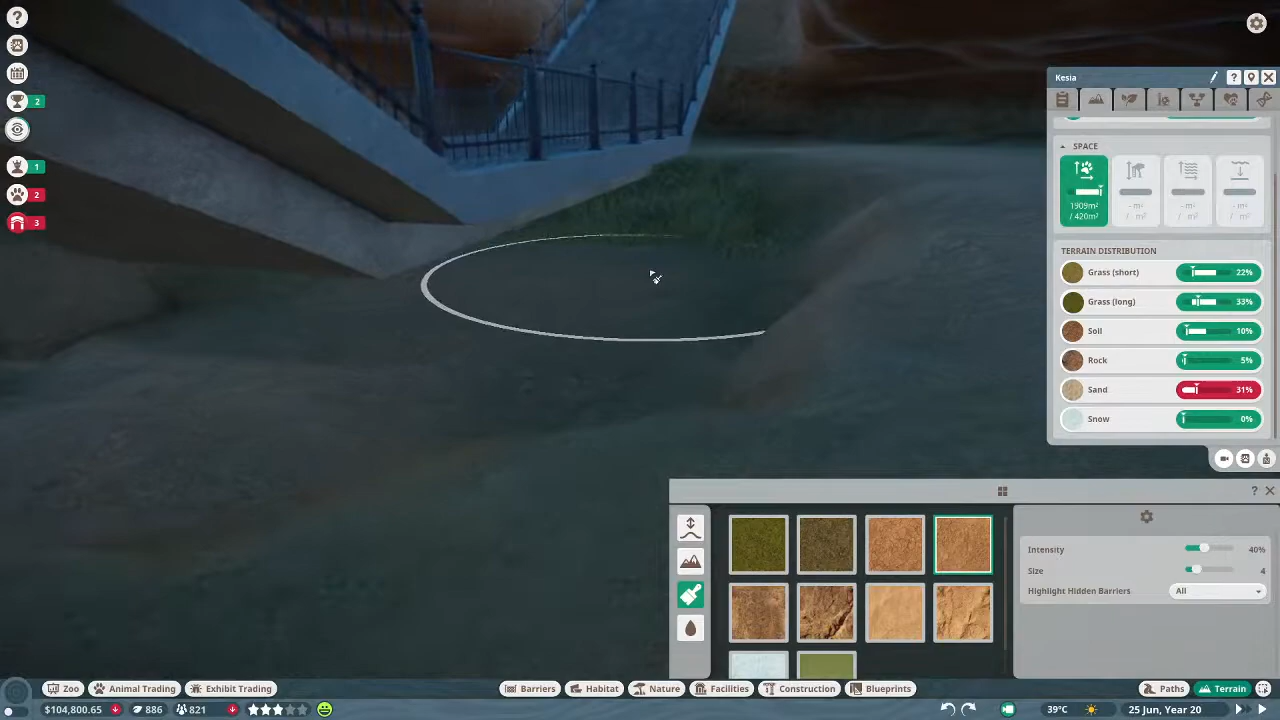 ?
2
1
2
3
Kesia
?
SPACE
1909m²
/ 420m²
- m²
/ m²
- m²
/ m²
- m²
/ m²
TERRAIN DISTRIBUTION
Grass (short) 22%
Grass (long) 33%
Soil 10%
Rock 5%
Sand 31%
Snow 0%
?
Intensity 40%
Size 4
Highlight Hidden Barriers All
Zoo Animal Trading Exhibit Trading Barriers Habitat Nature Facilities Construction Blueprints Paths Terrain
$104,800.65 886 821 39°C 25 Jun, Year 20